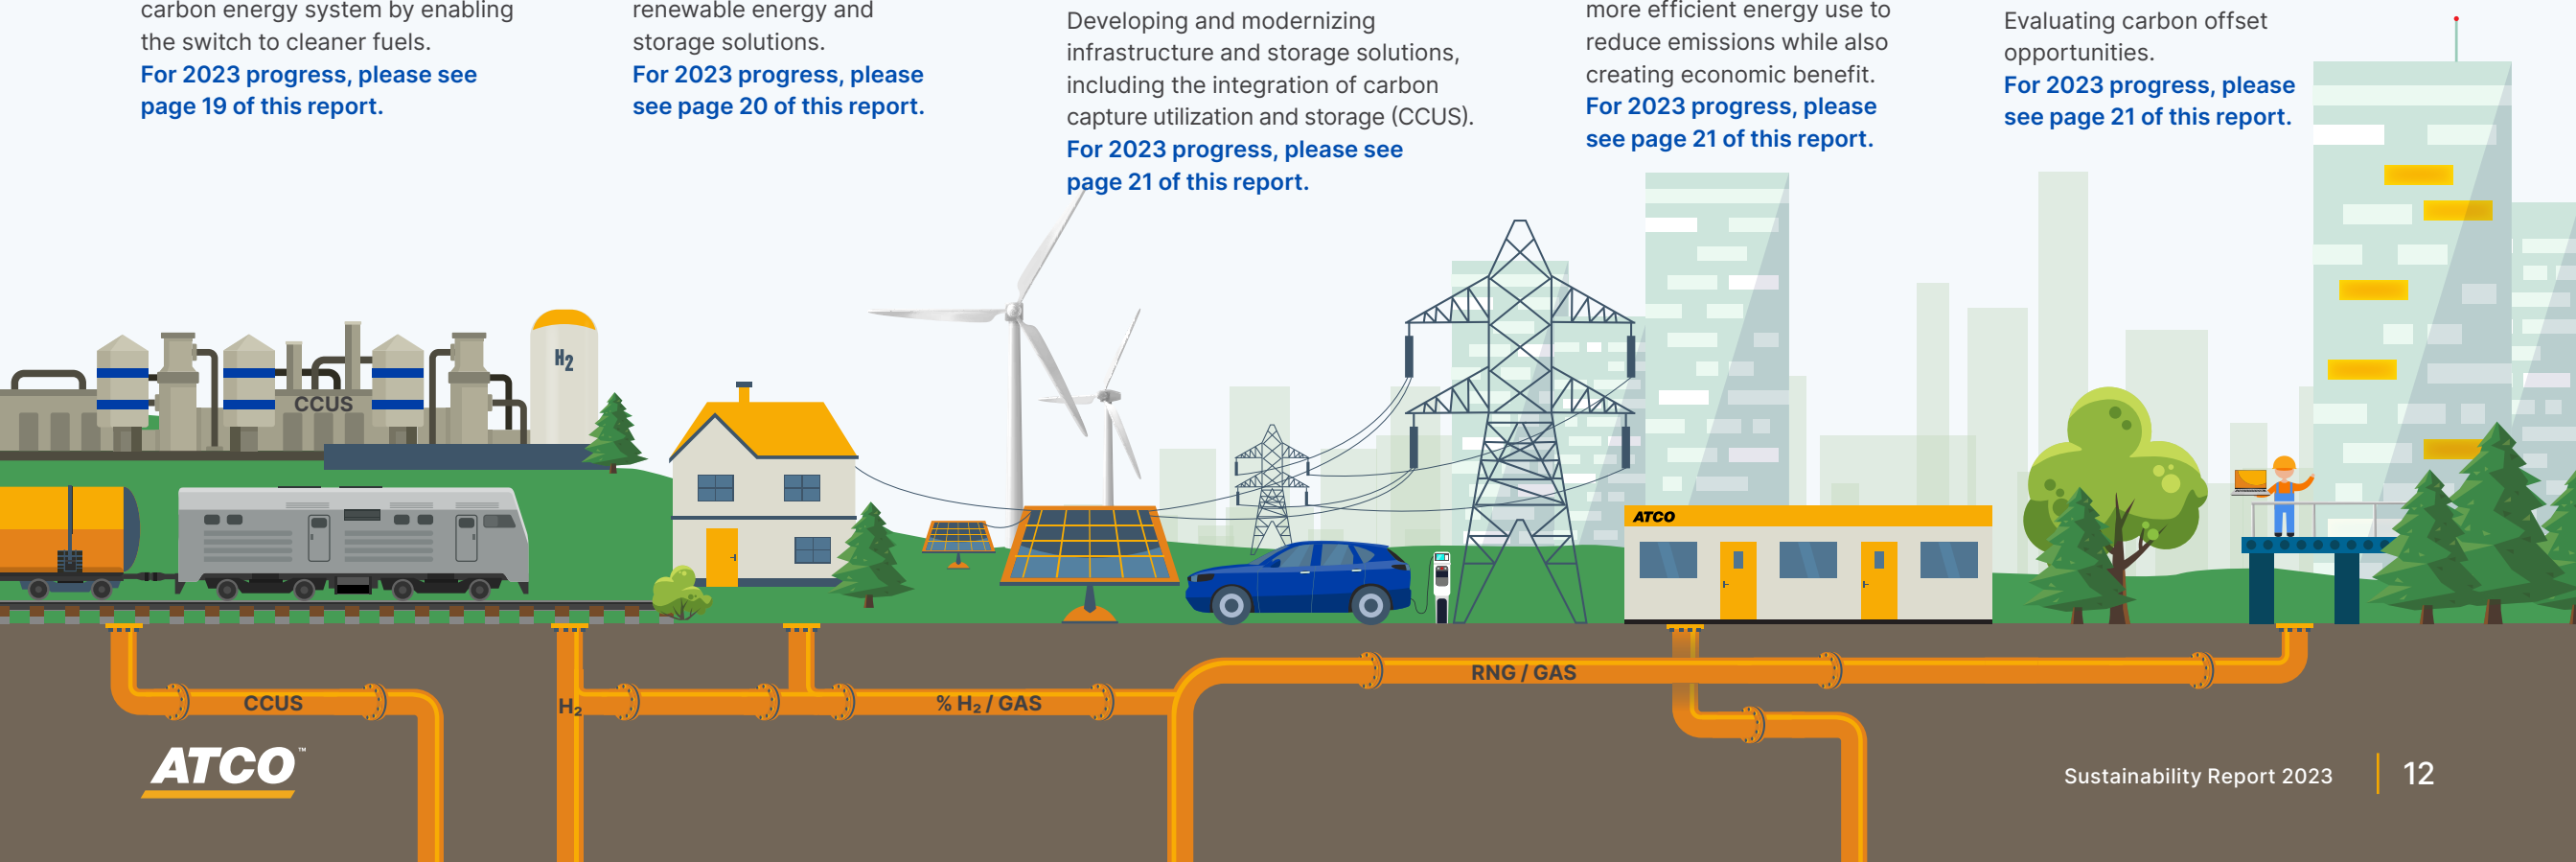 carbon energy system by enabling
the switch to cleaner fuels.
For 2023 progress, please see
page 19 of this report.
renewable energy and
storage solutions.
For 2023 progress, please
see page 20 of this report.
Developing and modernizing
infrastructure and storage solutions,
including the integration of carbon
capture utilization and storage (CCUS).
For 2023 progress, please see
page 21 of this report.
more efficient energy use to
reduce emissions while also
creating economic benefit.
For 2023 progress, please
see page 21 of this report.
Evaluating carbon offset
opportunities.
For 2023 progress, please
see page 21 of this report.
H₂
CCUS
ATCO
CCUS
H₂
% H₂ / GAS
RNG / GAS
ATCO™
Sustainability Report 2023 | 12